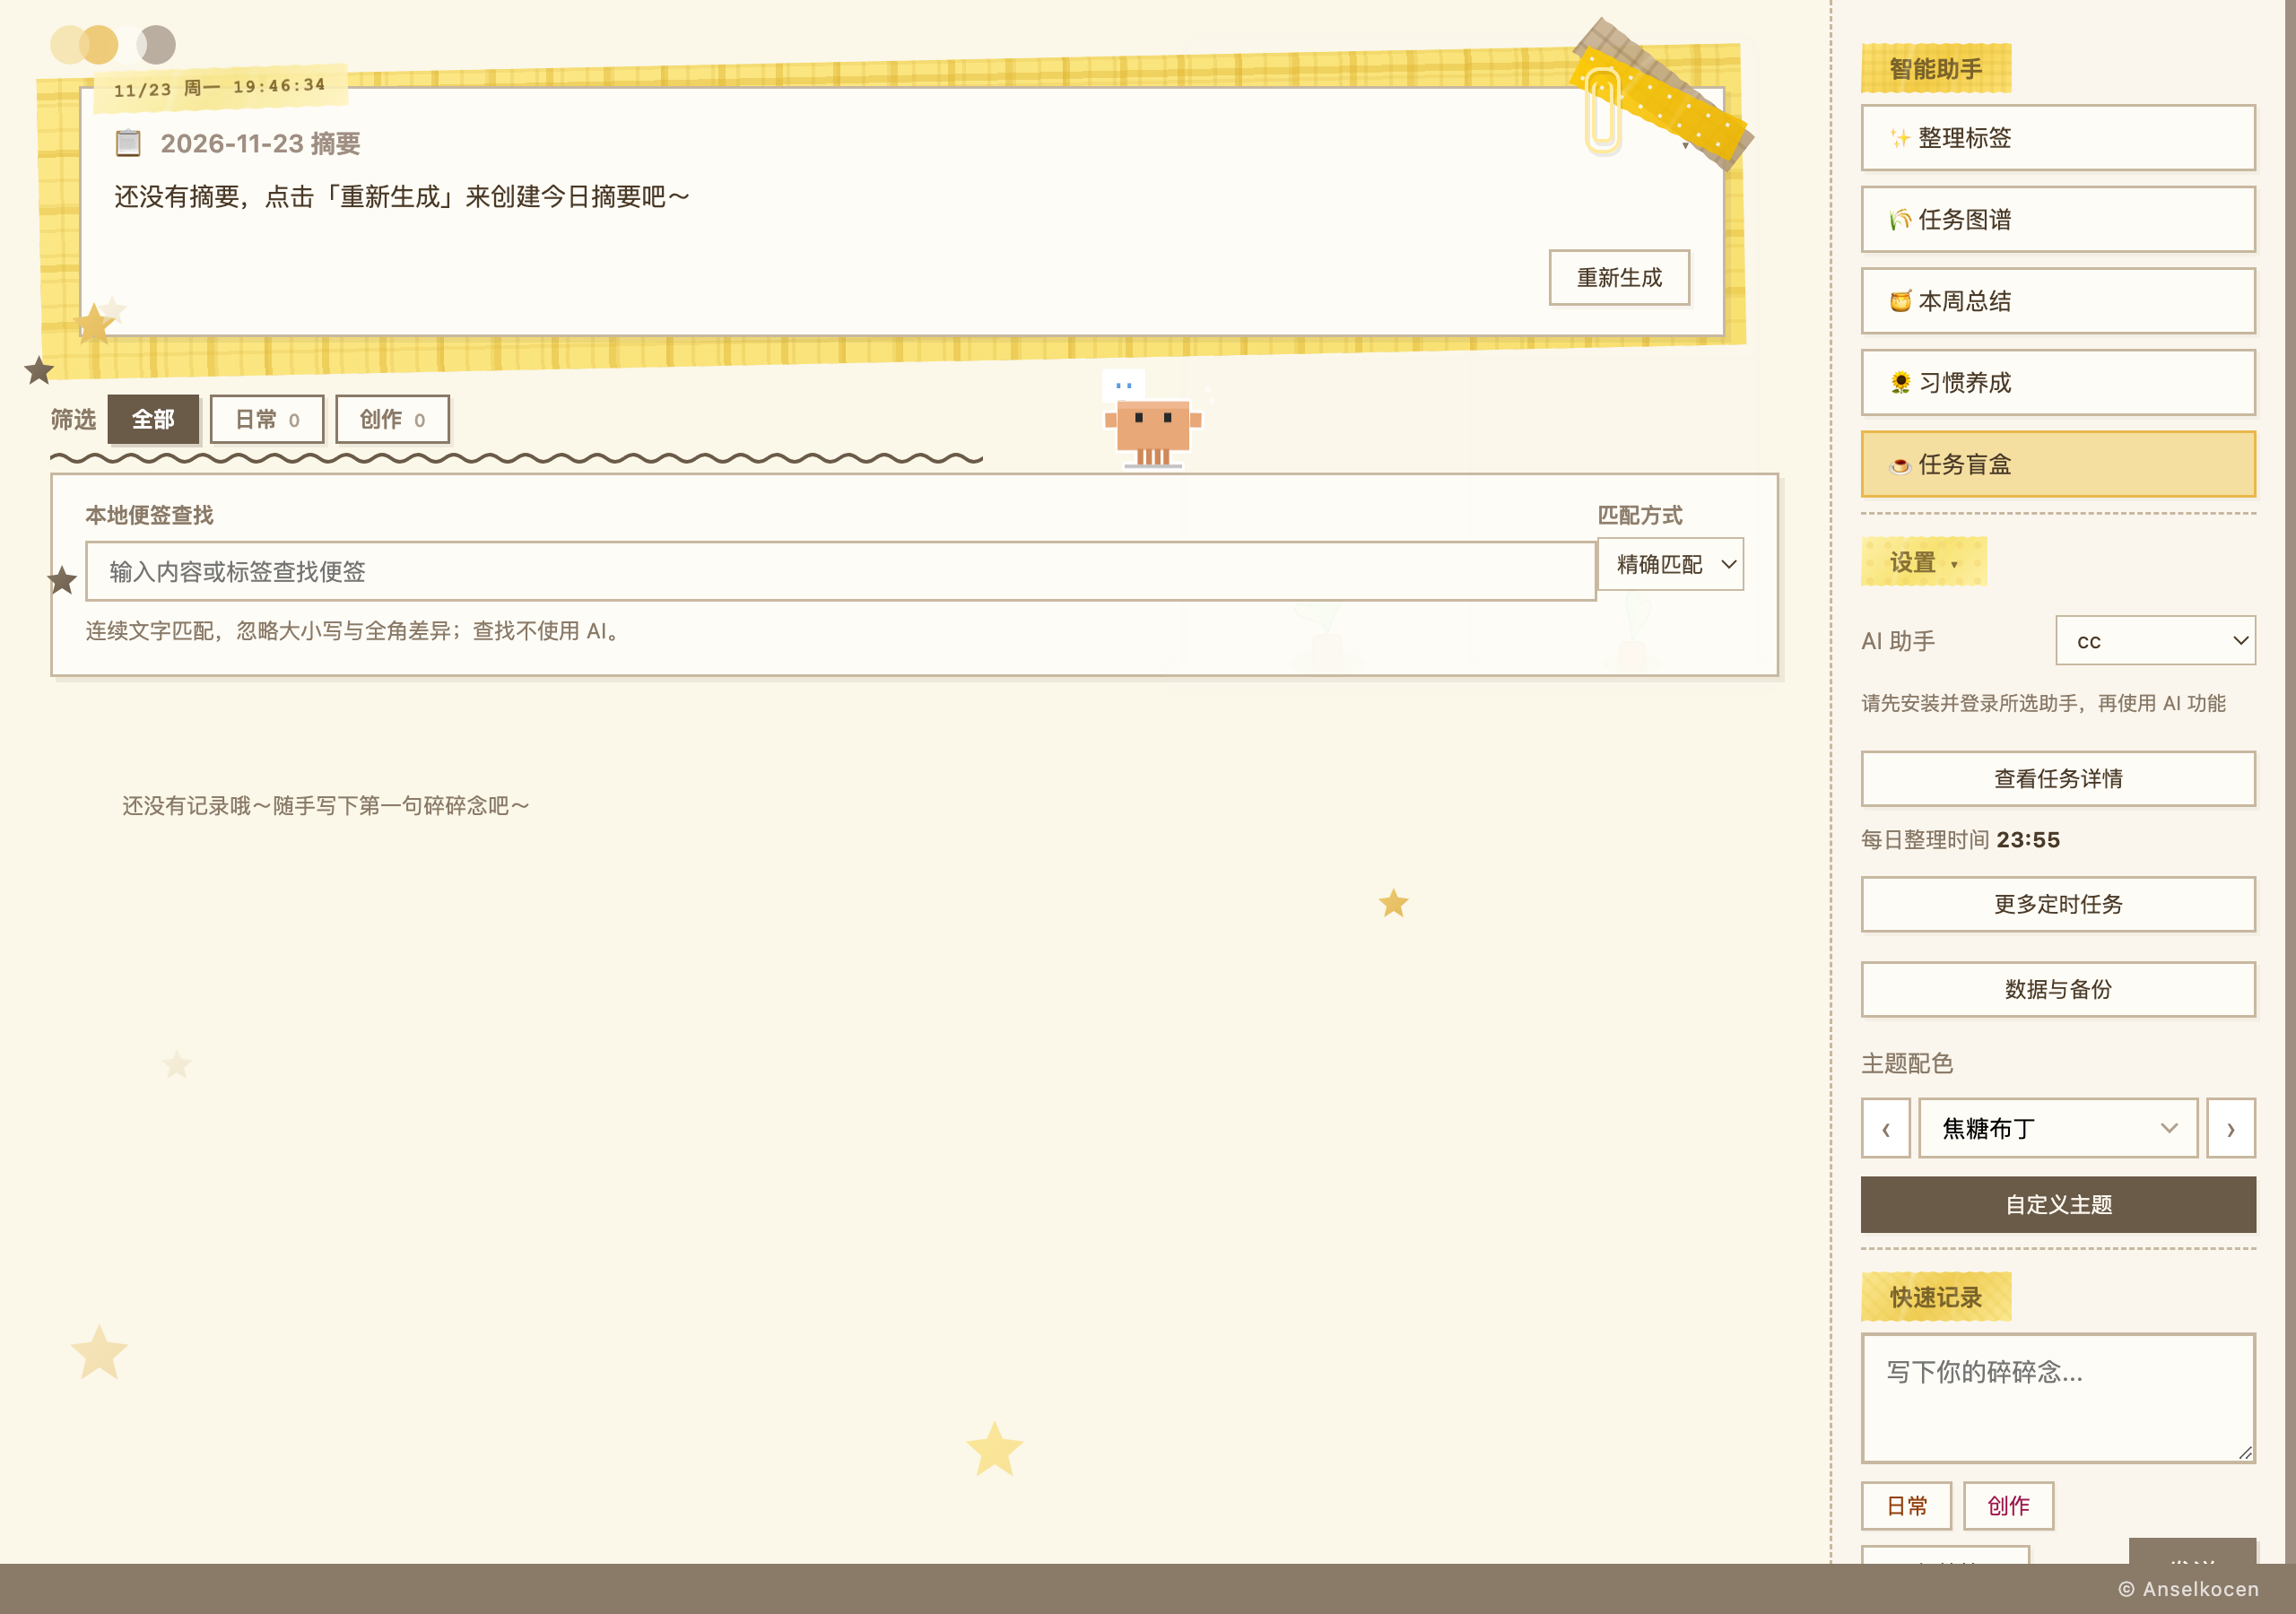 11/23 周一 19:46:34
2026-11-23 摘要
还没有摘要，点击「重新生成」来创建今日摘要吧～
重新生成
筛选 全部 日常 0 创作 0
本地便签查找 匹配方式
输入内容或标签查找便签 精确匹配
连续文字匹配，忽略大小写与全角差异；查找不使用 AI。
还没有记录哦～随手写下第一句碎碎念吧～
智能助手
整理标签
任务图谱
本周总结
习惯养成
任务盲盒
设置
AI 助手 cc
请先安装并登录所选助手，再使用 AI 功能
查看任务详情
每日整理时间 23:55
更多定时任务
数据与备份
主题配色
‹ 焦糖布丁 ›
自定义主题
快速记录
写下你的碎碎念...
日常 创作
© Anselkocen